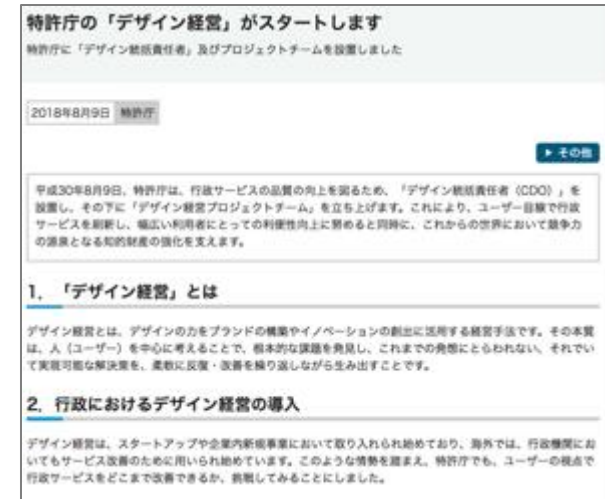 特許庁の「デザイン経営」がスタートします
特許庁に「デザイン統括責任者」及びプロジェクトチームを設置しました
2018年8月9日 特許庁
▶ その他
平成30年8月9日、特許庁は、行政サービスの品質の向上を図るため、「デザイン統括責任者（CDO）」を
設置し、その下に「デザイン経営プロジェクトチーム」を立ち上げます。これにより、ユーザー目線で行政
サービスを刷新し、幅広い利用者にとっての利便性向上に努めると同時に、これからの世界において競争力
の源泉となる知的財産の強化を支えます。
1．「デザイン経営」とは
デザイン経営とは、デザインの力をブランドの構築やイノベーションの創出に活用する経営手法です。その本質
は、人（ユーザー）を中心に考えることで、根本的な課題を発見し、これまでの発想にとらわれない、それでい
て実現可能な解決策を、柔軟に反復・改善を繰り返しながら生み出すことです。
2．行政におけるデザイン経営の導入
デザイン経営は、スタートアップや企業内新規事業において取り入れられ始めており、海外では、行政機関にお
いてもサービス改善のために用いられ始めています。このような情勢を踏まえ、特許庁でも、ユーザーの視点で
行政サービスをどこまで改善できるか、挑戦してみることにしました。